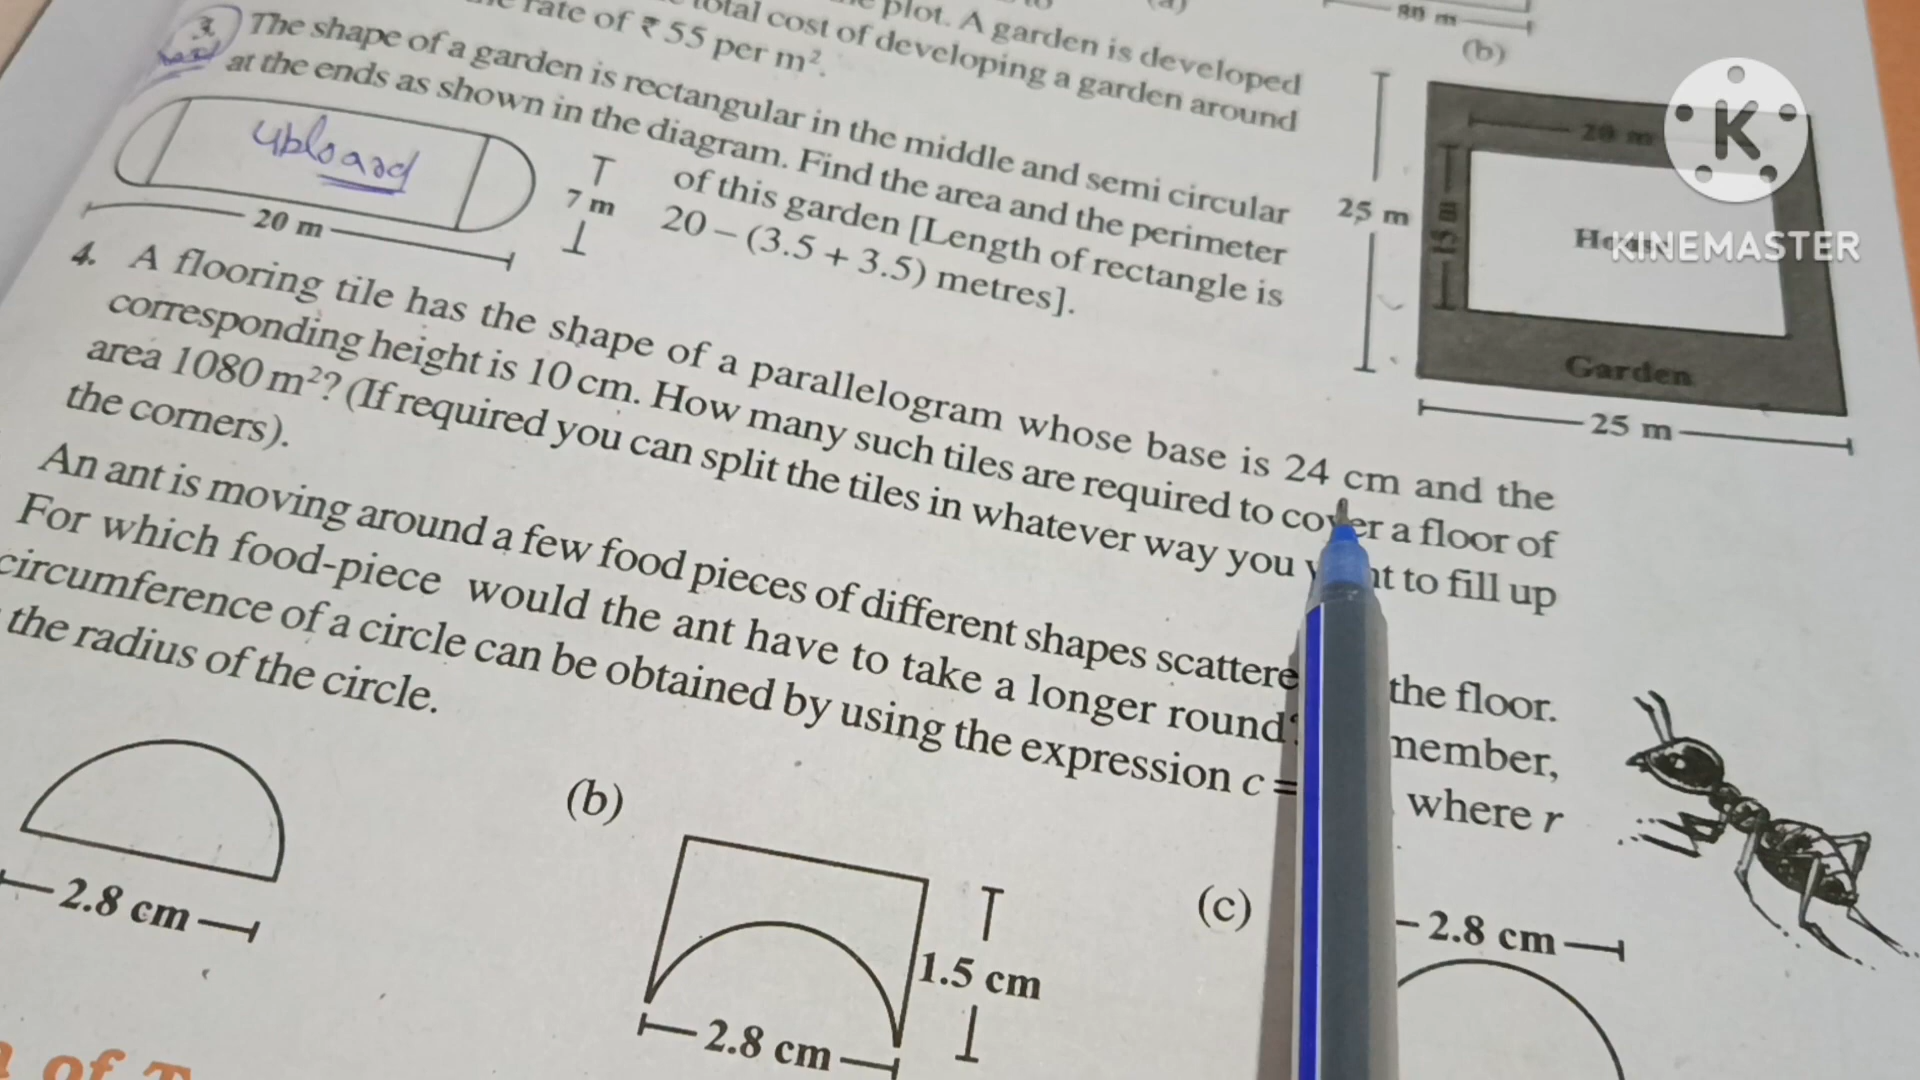 plot. A garden is developed
total cost of developing a garden around
rate of ₹ 55 per m².
80 m
(b)
3. The shape of a garden is rectangular in the middle and semi circular
at the ends as shown in the diagram. Find the area and the perimeter
of this garden [Length of rectangle is
20 – (3.5 + 3.5) metres].
uploaad
20 m
7 m
25 m
20 m
K
KINEMASTER
Garden
25 m
4. A flooring tile has the shape of a parallelogram whose base is 24 cm and the
corresponding height is 10 cm. How many such tiles are required to cover a floor of
area 1080 m²? (If required you can split the tiles in whatever way you to fill up
the corners).
An ant is moving around a few food pieces of different shapes the floor.
For which food-piece would the ant have to take a longer round?
circumference of a circle can be obtained by using the expression c = where r
the radius of the circle.
2.8 cm
(b)
1.5 cm
2.8 cm
(c)
2.8 cm
of